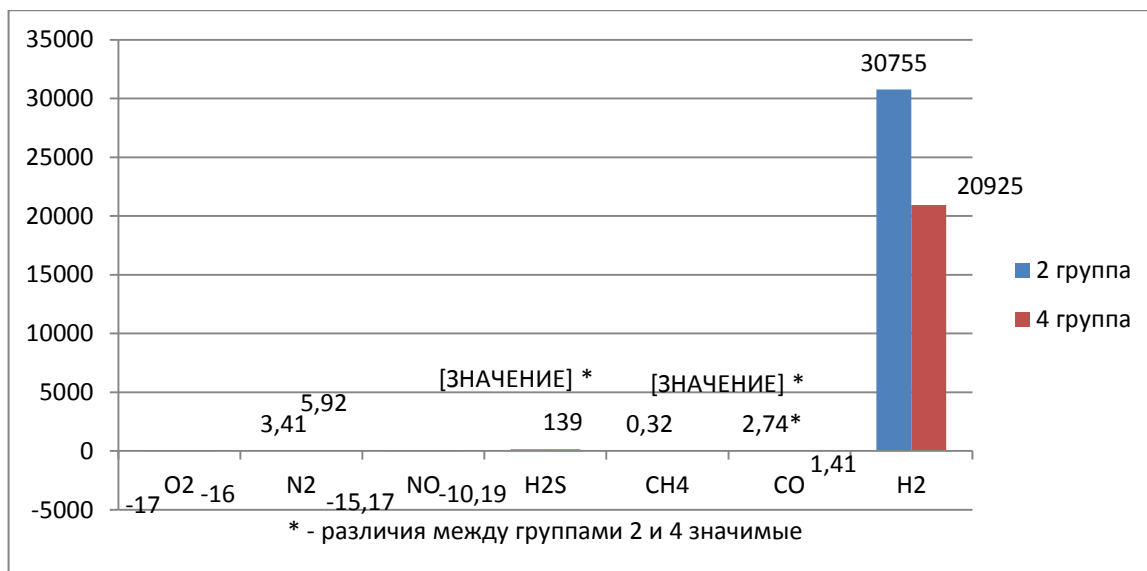 35000
30000
25000
20000
15000
10000
5000
0
-5000
30755
20925
[ЗНАЧЕНИЕ] *
[ЗНАЧЕНИЕ] *
3,41
5,92
139
0,32
2,74*
1,41
O2
N2
NO
H2S
CH4
CO
H2
-17
-16
-15,17
-10,19
* - различия между группами 2 и 4 значимые
2 группа
4 группа